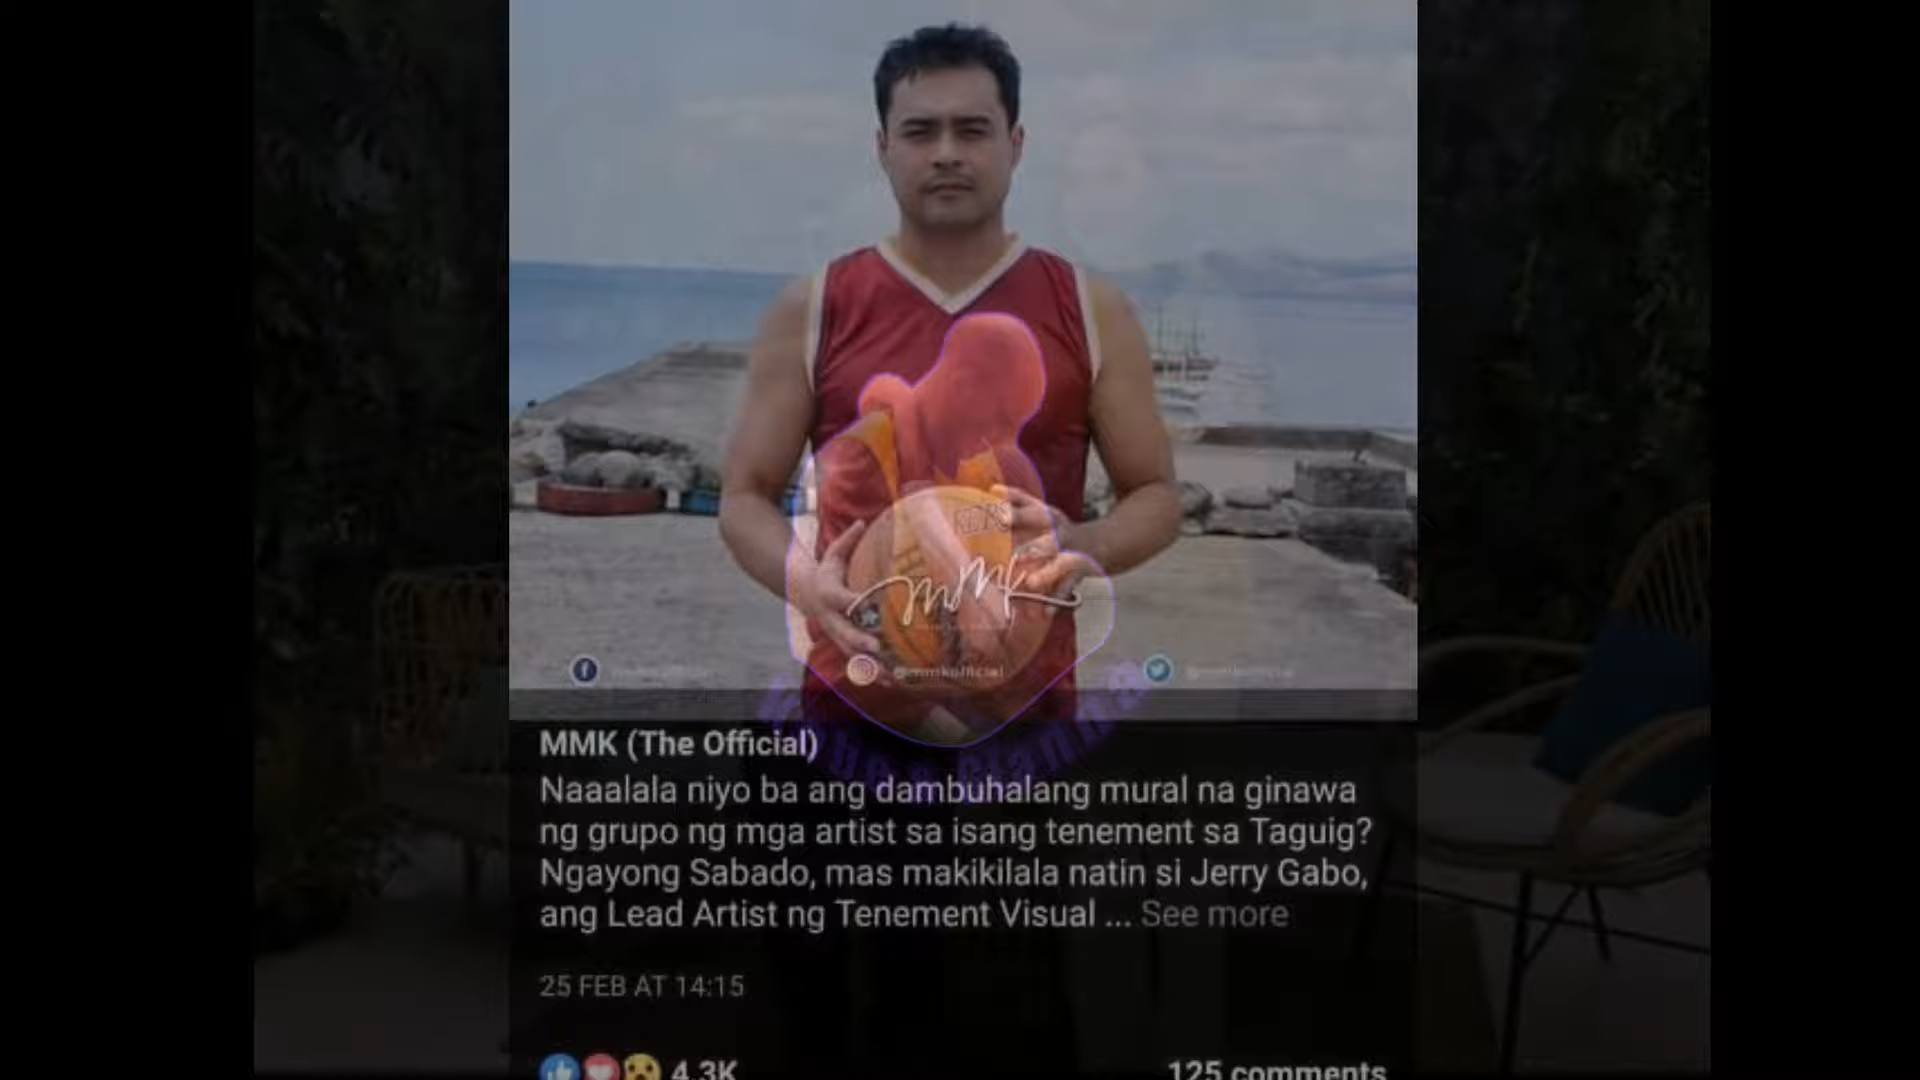 MMK
@mmkofficial
MMK (The Official)
Naaalala niyo ba ang dambuhalang mural na ginawa
ng grupo ng mga artist sa isang tenement sa Taguig?
Ngayong Sabado, mas makikilala natin si Jerry Gabo,
ang Lead Artist ng Tenement Visual ... See more
25 FEB AT 14:15
4.3K
125 comments